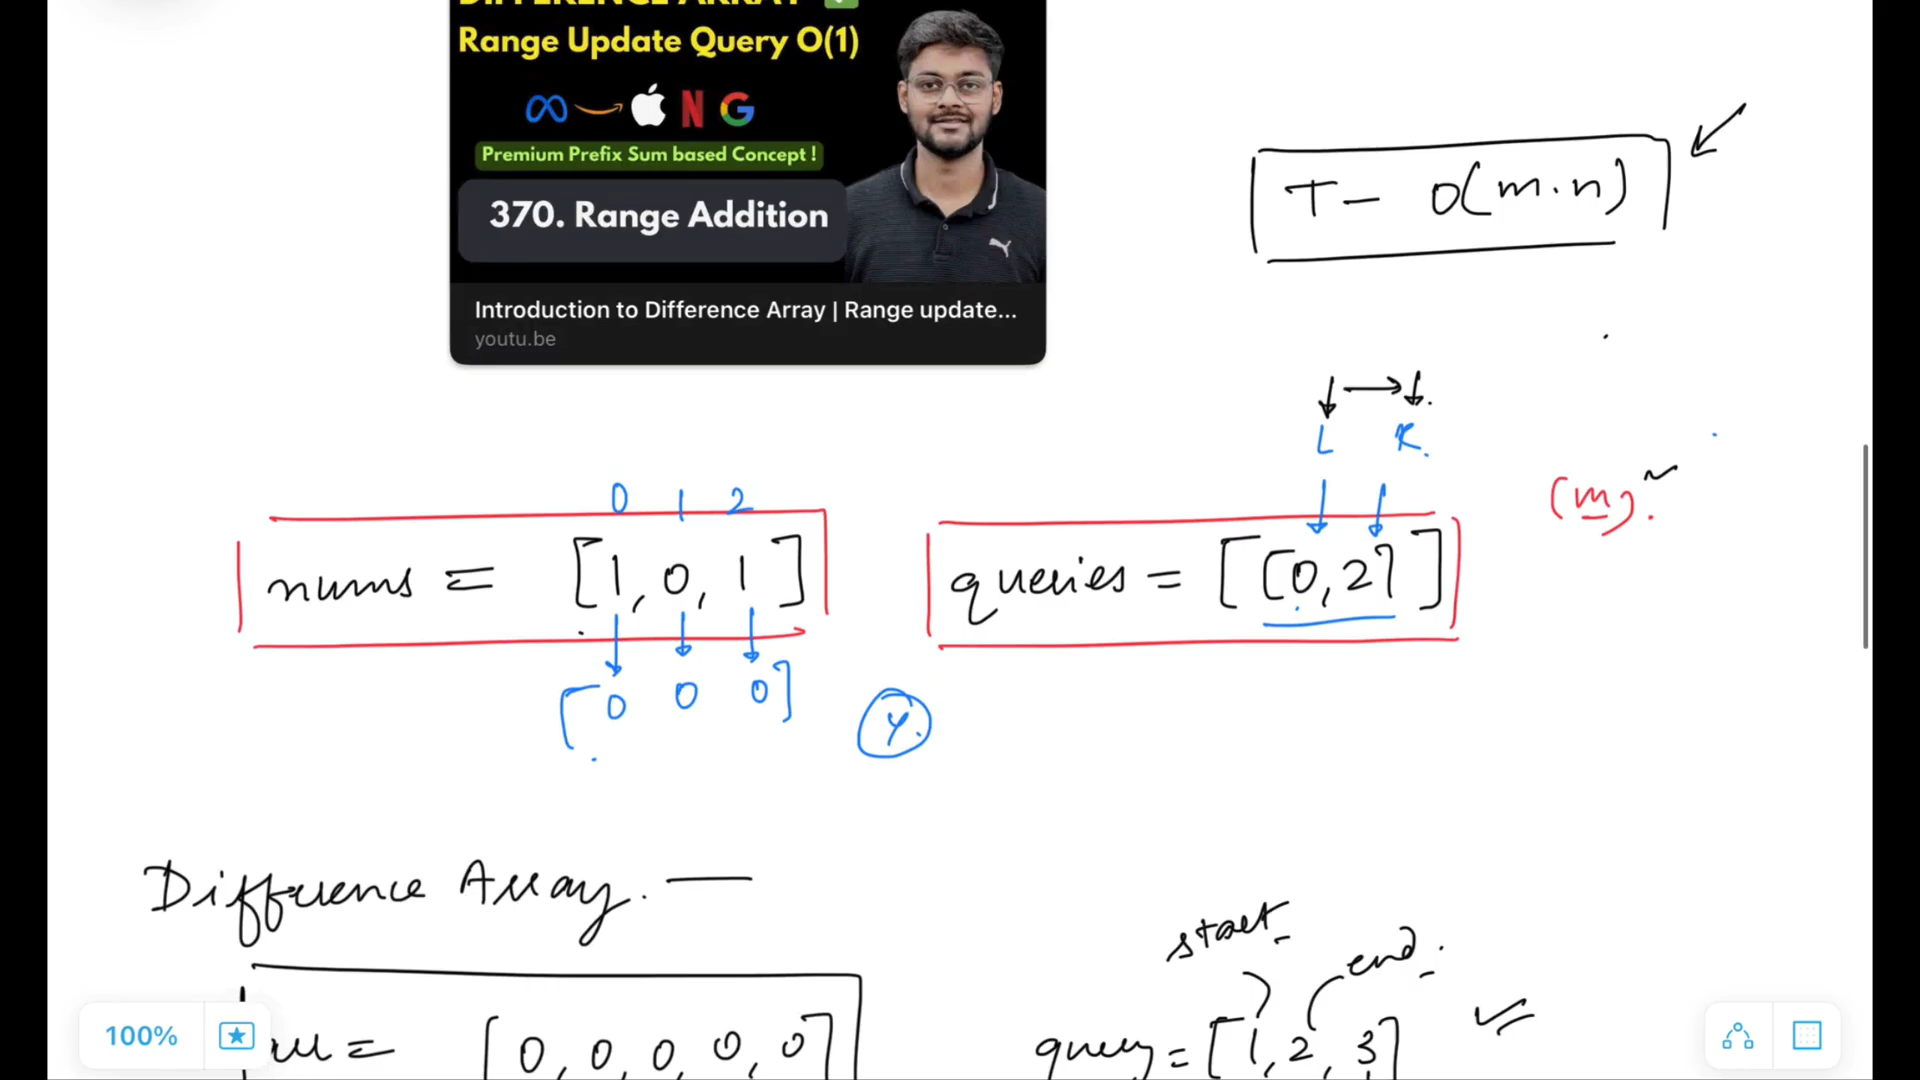 DIFFERENCE ARRAY
Range Update Query O(1)
Premium Prefix Sum based Concept !
370. Range Addition
Introduction to Difference Array | Range update...
youtu.be
T - O(m.n)
L R.
(m).
0 1 2
nums = [1, 0, 1]
queries = [[0, 2]]
[0 0 0]
Y.
Difference Array. —
start
end.
= [0, 0, 0, 0, 0]
query = [1, 2, 3]
100%